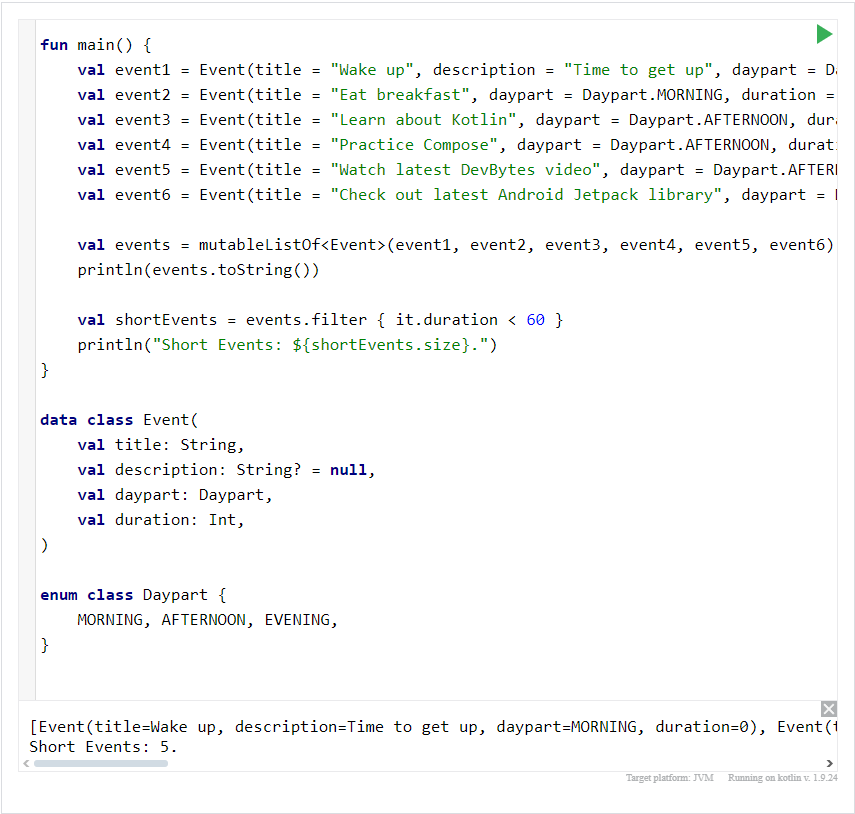 fun main() {
    val event1 = Event(title = "Wake up", description = "Time to get up", daypart =
    val event2 = Event(title = "Eat breakfast", daypart = Daypart.MORNING, duration =
    val event3 = Event(title = "Learn about Kotlin", daypart = Daypart.AFTERNOON,
    val event4 = Event(title = "Practice Compose", daypart = Daypart.AFTERNOON,
    val event5 = Event(title = "Watch latest DevBytes video", daypart =
    val event6 = Event(title = "Check out latest Android Jetpack library", daypart =
    val events = mutableListOf<Event>(event1, event2, event3, event4, event5, event6)
    println(events.toString())
    val shortEvents = events.filter { it.duration < 60 }
    println("Short Events: ${shortEvents.size}.")
}
data class Event(
    val title: String,
    val description: String? = null,
    val daypart: Daypart,
    val duration: Int,
)
enum class Daypart {
    MORNING, AFTERNOON, EVENING,
}
[Event(title=Wake up, description=Time to get up, daypart=MORNING, duration=0),
Short Events: 5.
Target platform: JVM Running on kotlin v. 1.9.24